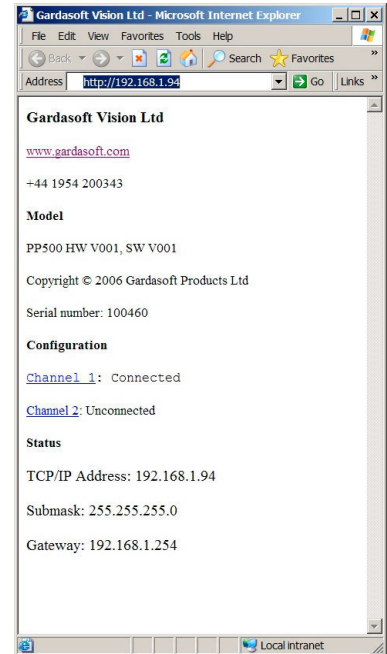 Gardasoft Vision Ltd - Microsoft Internet Explorer
File Edit View Favorites Tools Help
Back Search Favorites »
Address http://192.168.1.94 Go Links »
Gardasoft Vision Ltd
www.gardasoft.com
+44 1954 200343
Model
PP500 HW V001, SW V001
Copyright © 2006 Gardasoft Products Ltd
Serial number: 100460
Configuration
Channel 1: Connected
Channel 2: Unconnected
Status
TCP/IP Address: 192.168.1.94
Submask: 255.255.255.0
Gateway: 192.168.1.254
Local intranet